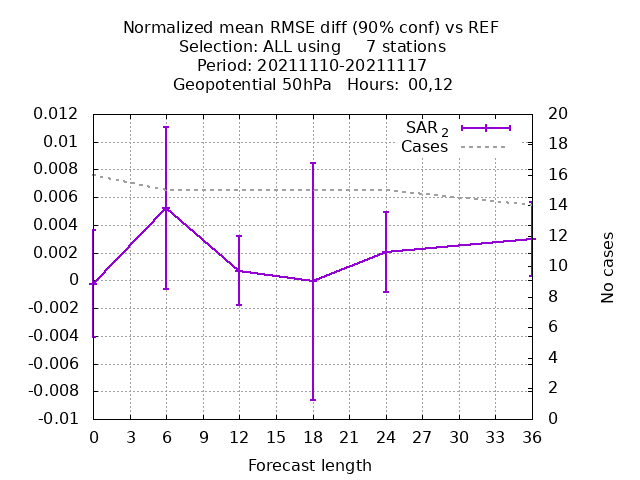 Normalized mean RMSE diff (90% conf) vs REF
Selection: ALL using 7 stations
Period: 20211110-20211117
Geopotential 50hPa Hours: 00,12
SAR 2
Cases
0.012
0.01
0.008
0.006
0.004
0.002
0
-0.002
-0.004
-0.006
-0.008
-0.01
20
18
16
14
12
10
8
6
4
2
0
No cases
0 3 6 9 12 15 18 21 24 27 30 33 36
Forecast length